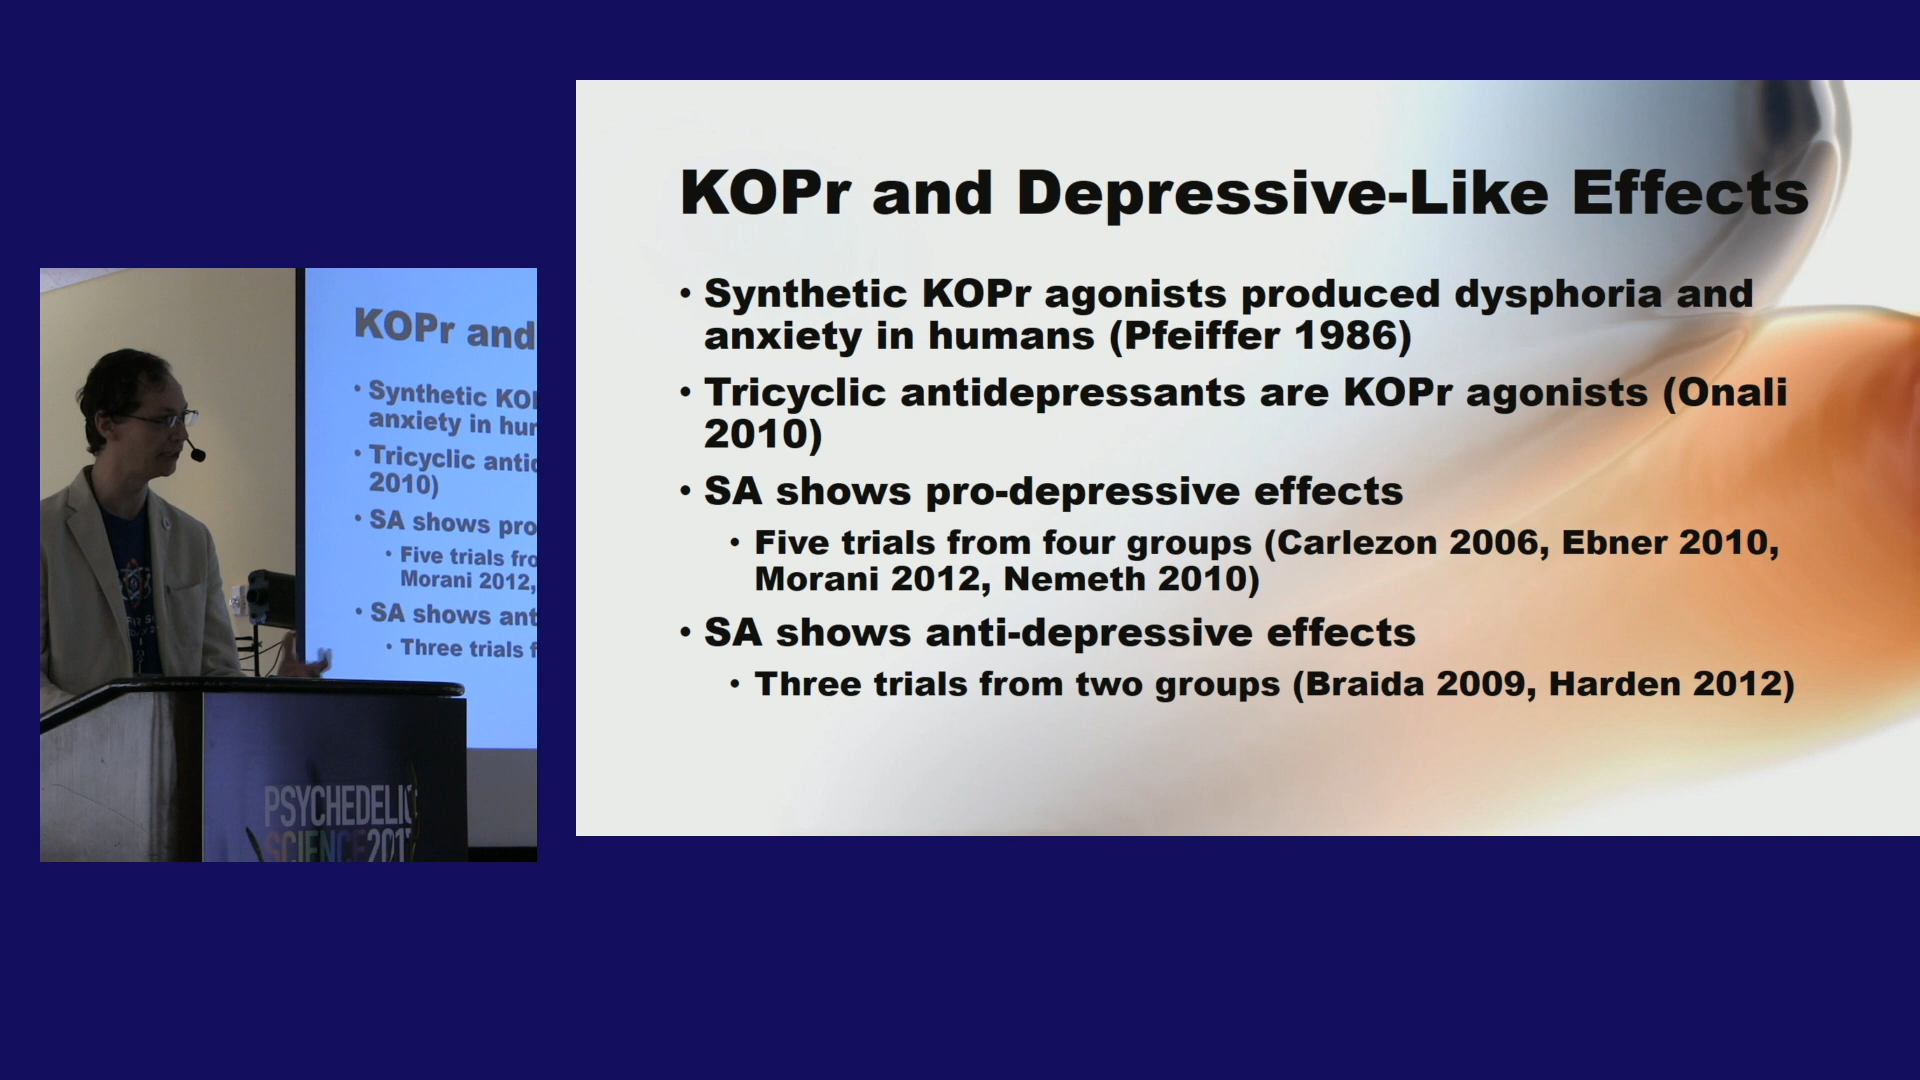 KOPr and Depressive-Like Effects
• Synthetic KOPr agonists produced dysphoria and
anxiety in humans (Pfeiffer 1986)
• Tricyclic antidepressants are KOPr agonists (Onali
2010)
• SA shows pro-depressive effects
• Five trials from four groups (Carlezon 2006, Ebner 2010,
Morani 2012, Nemeth 2010)
• SA shows anti-depressive effects
• Three trials from two groups (Braida 2009, Harden 2012)
KOPr and
• Synthetic KO
anxiety in hu
• Tricyclic anti
2010)
• SA shows pro
• Five trials fro
Morani 2012,
• SA shows ant
• Three trials f
PSYCHEDELIC
SCIENCE 2017